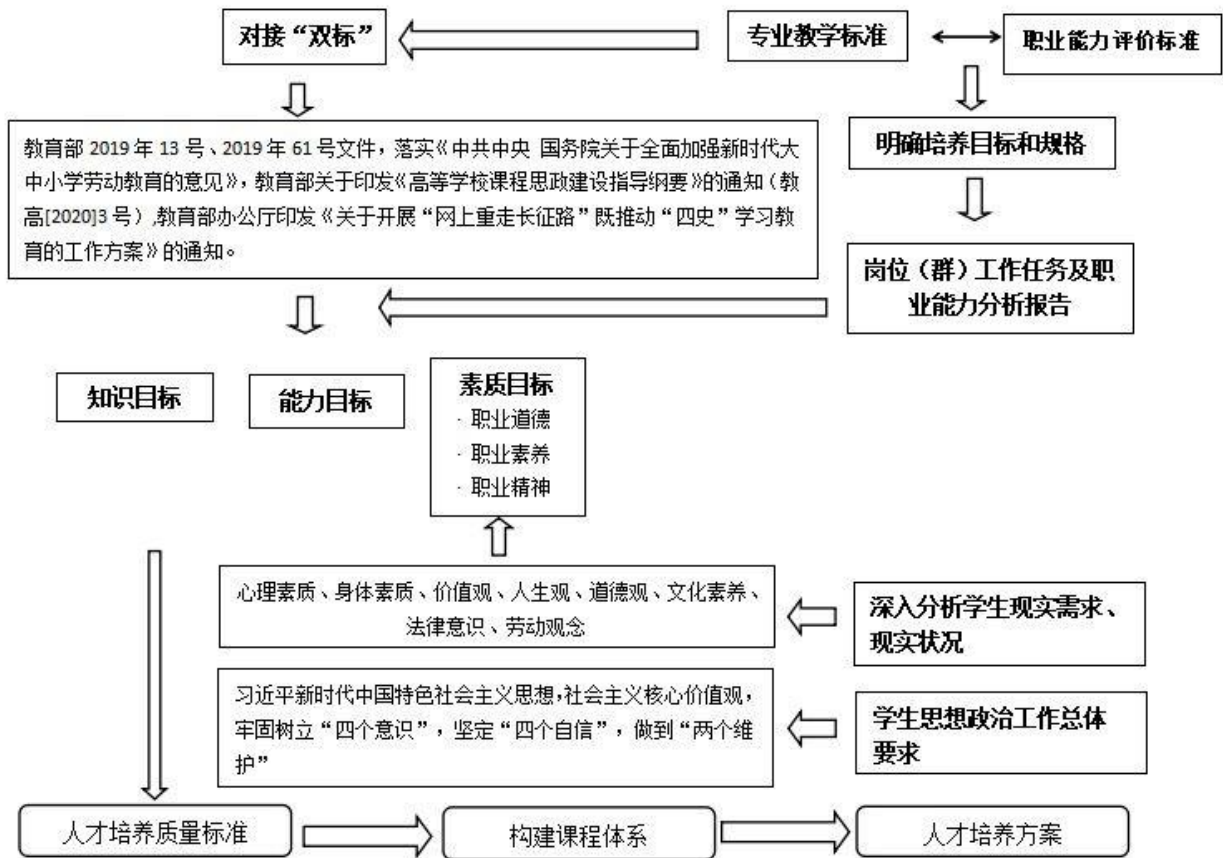 对接“双标”
专业教学标准
职业能力评价标准
教育部 2019 年 13 号、2019 年 61 号文件，落实《中共中央 国务院关于全面加强新时代大
中小学劳动教育的意见》，教育部关于印发《高等学校课程思政建设指导纲要》的通知（教
高[2020]3 号）,教育部办公厅印发《关于开展“网上重走长征路”既推动“四史”学习教
育的工作方案》的通知。
明确培养目标和规格
岗位（群）工作任务及职
业能力分析报告
知识目标
能力目标
素质目标
· 职业道德
· 职业素养
· 职业精神
心理素质、身体素质、价值观、人生观、道德观、文化素养、
法律意识、劳动观念
深入分析学生现实需求、
现实状况
习近平新时代中国特色社会主义思想,社会主义核心价值观，
牢固树立“四个意识”，坚定“四个自信”，做到“两个维
护”
学生思想政治工作总体
要求
人才培养质量标准
构建课程体系
人才培养方案